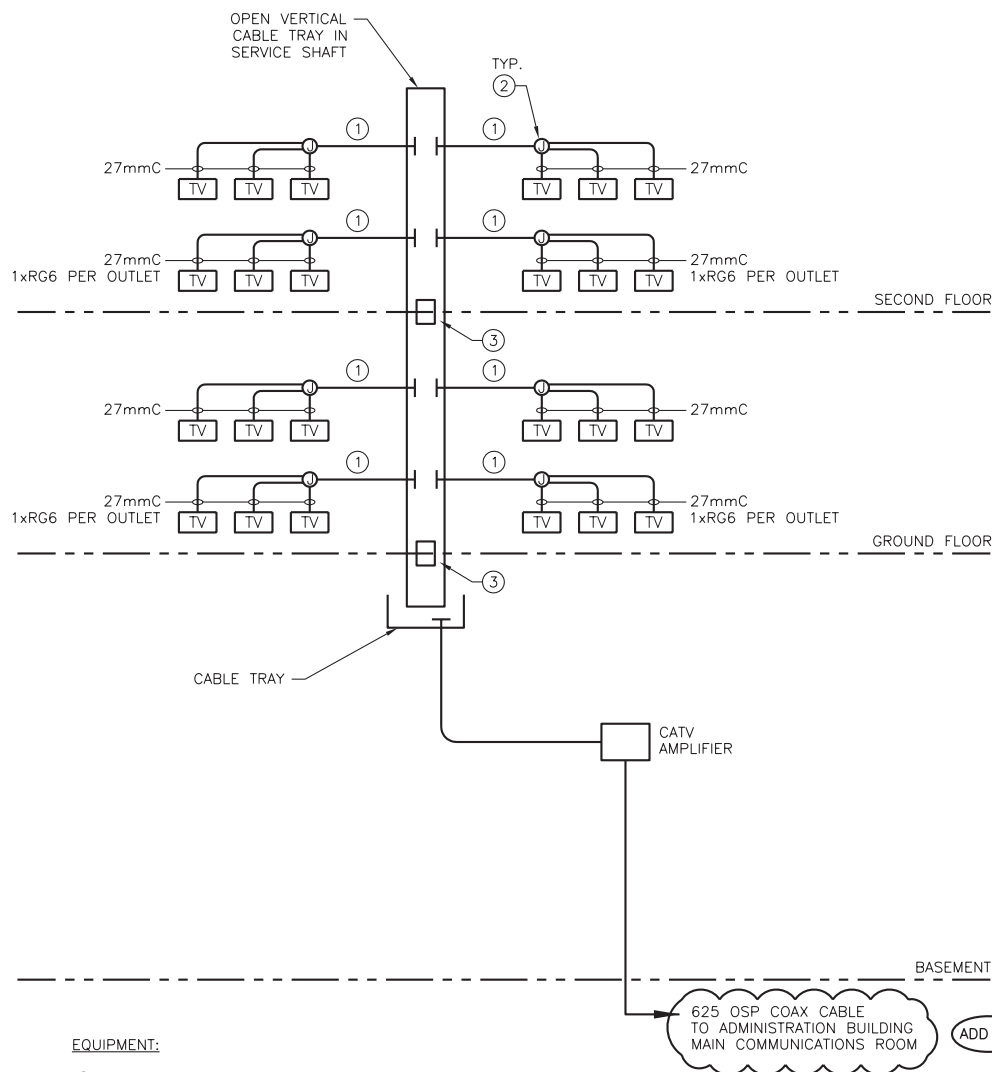 OPEN VERTICAL
CABLE TRAY IN
SERVICE SHAFT
TYP.
2
1
1
J
J
27mmC
27mmC
TV TV TV
TV TV TV
1
1
J
J
27mmC
1xRG6 PER OUTLET
27mmC
1xRG6 PER OUTLET
TV TV TV
TV TV TV
SECOND FLOOR
3
1
1
J
J
27mmC
27mmC
TV TV TV
TV TV TV
1
1
J
J
27mmC
1xRG6 PER OUTLET
27mmC
1xRG6 PER OUTLET
TV TV TV
TV TV TV
GROUND FLOOR
3
CABLE TRAY
CATV
AMPLIFIER
BASEMENT
625 OSP COAX CABLE
TO ADMINISTRATION BUILDING
MAIN COMMUNICATIONS ROOM
ADD
EQUIPMENT: